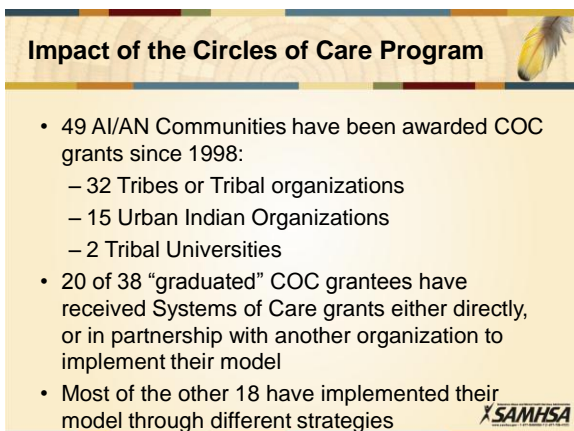 Impact of the Circles of Care Program
• 49 AI/AN Communities have been awarded COC
grants since 1998:
– 32 Tribes or Tribal organizations
– 15 Urban Indian Organizations
– 2 Tribal Universities
• 20 of 38 “graduated” COC grantees have
received Systems of Care grants either directly,
or in partnership with another organization to
implement their model
• Most of the other 18 have implemented their
model through different strategies
SAMHSA